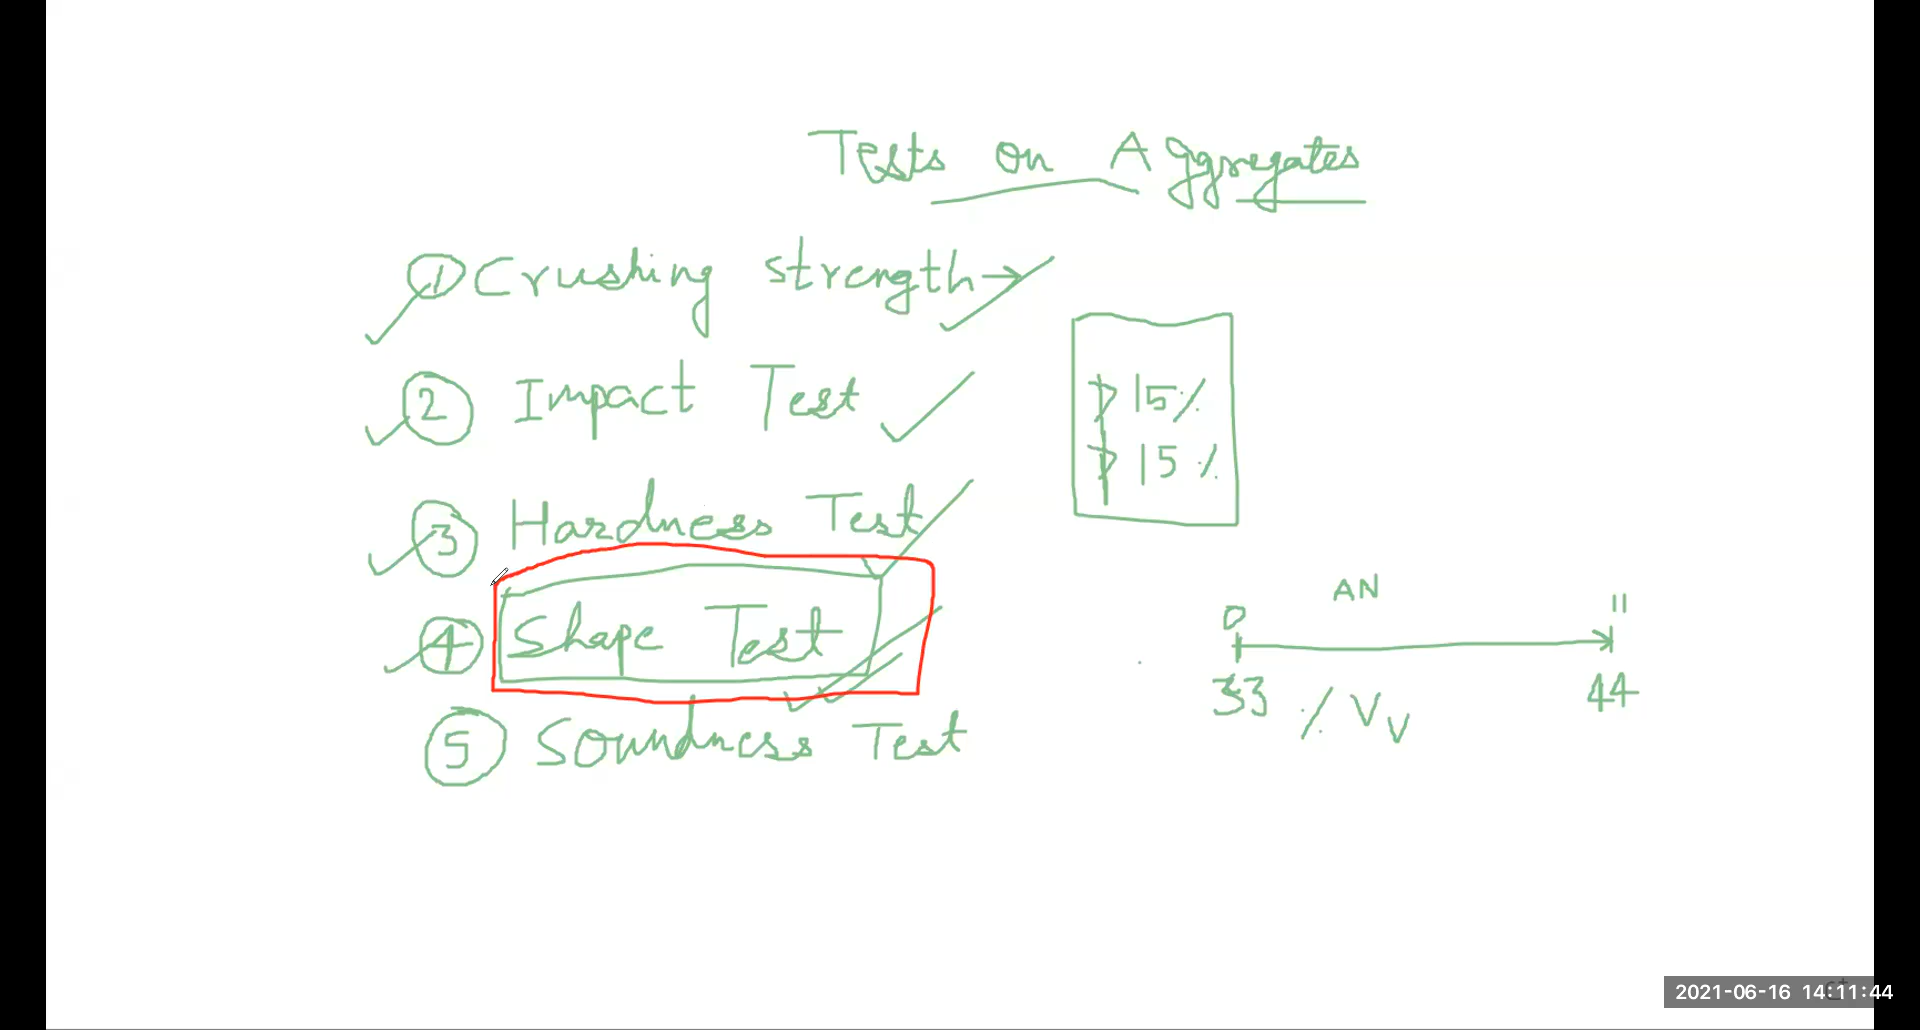 Tests on Aggregates
① Crushing strength →
② Impact Test
③ Hardness Test
④ Shape Test
⑤ Soundness Test
≯ 15%
≯ 15%
AN
0 11
33 44
% Vv
2021-06-16 14:11:44